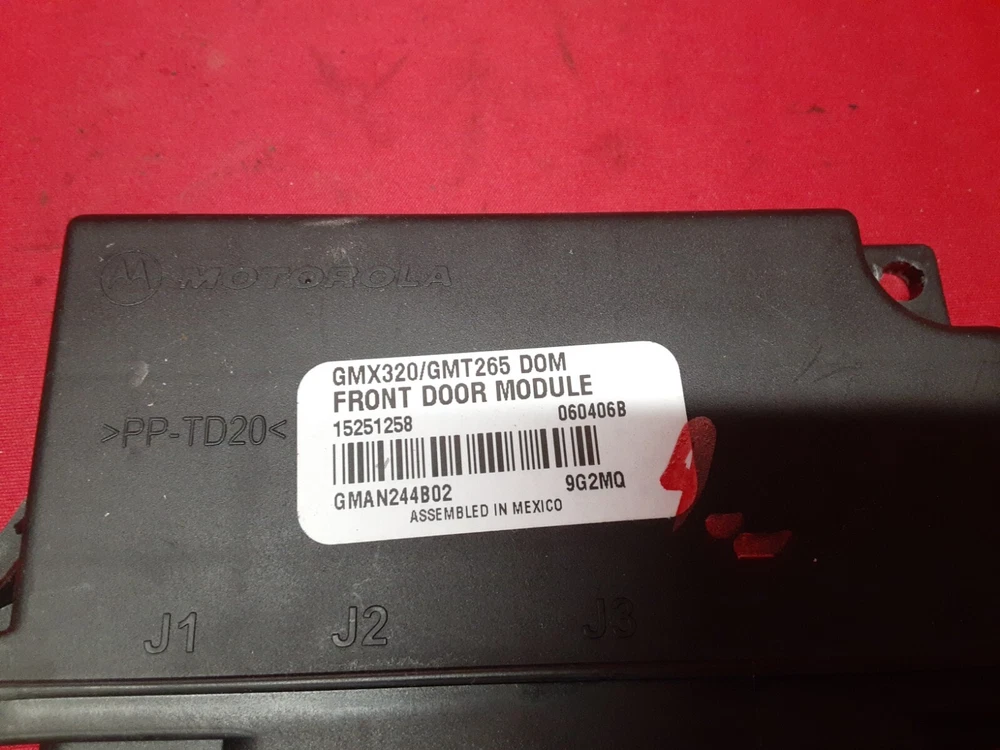 MOTOROLA
GMX320/GMT265 DOM
FRONT DOOR MODULE
15251258 060406B
>PP-TD20<
GMAN244B02 9G2MQ
ASSEMBLED IN MEXICO
J1 J2 J3